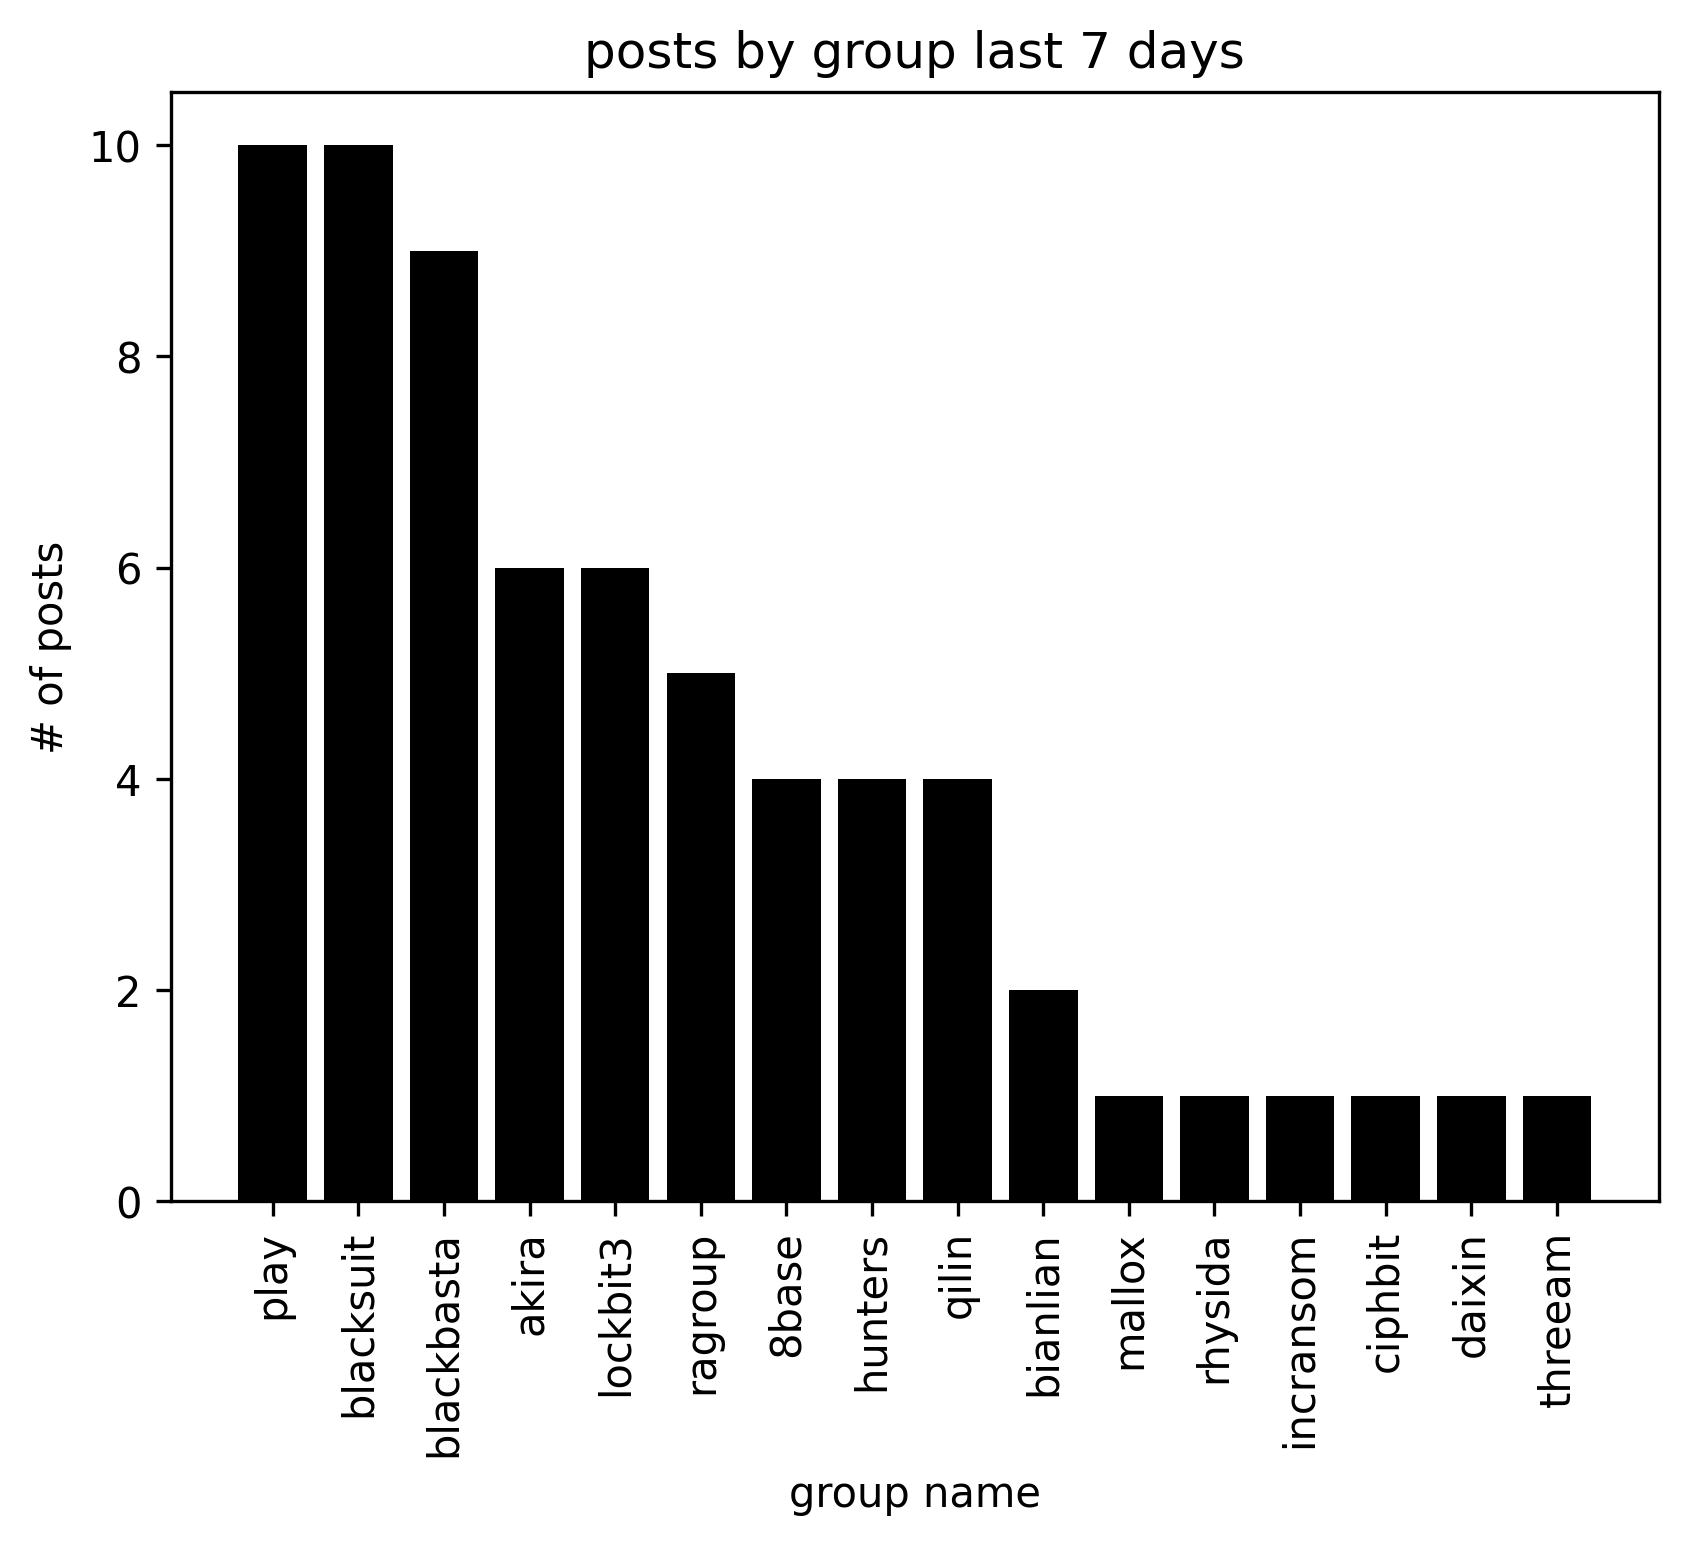 posts by group last 7 days
# of posts
10
8
6
4
2
0
play
blacksuit
blackbasta
akira
lockbit3
ragroup
8base
hunters
qilin
bianlian
mallox
rhysida
incransom
ciphbit
daixin
threeam
group name